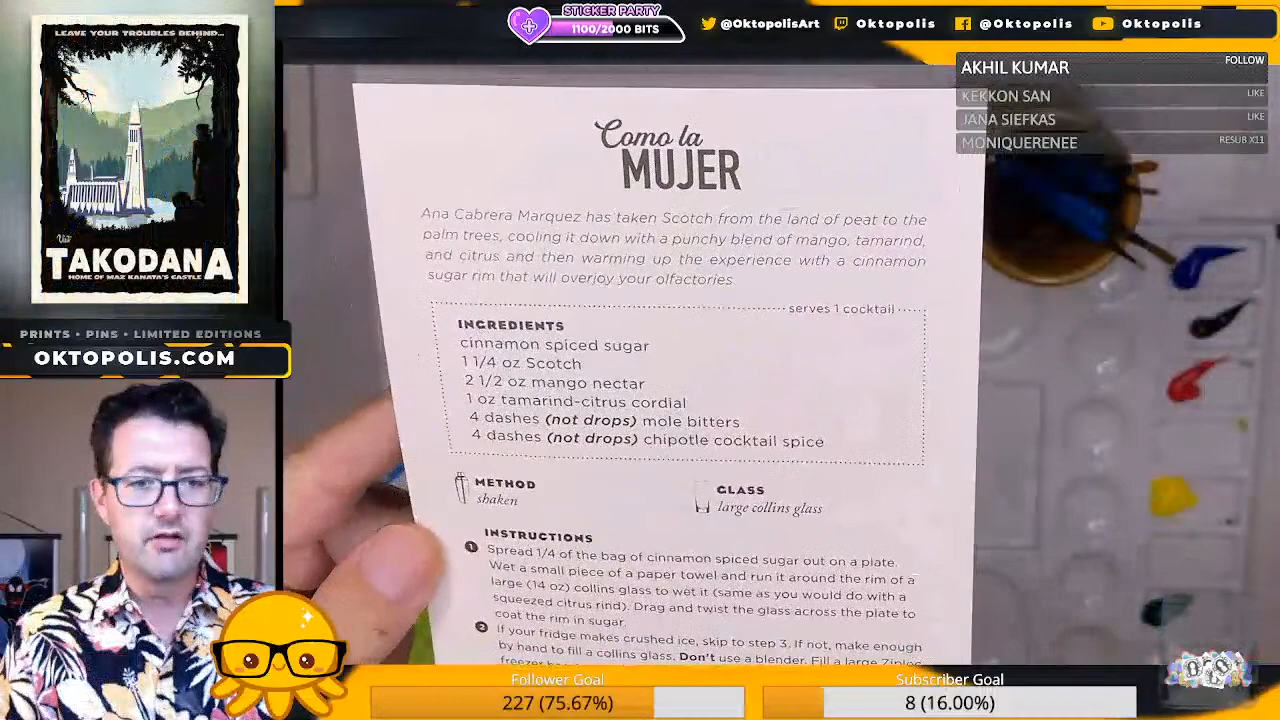 LEAVE YOUR TROUBLES BEHIND...
Visit
TAKODANA
HOME OF MAZ KANATA'S CASTLE
PRINTS • PINS • LIMITED EDITIONS
OKTOPOLIS.COM
STICKER PARTY
1100/2000 BITS
@OktopolisArt
Oktopolis
@Oktopolis
Oktopolis
AKHIL KUMAR FOLLOW
KEKKON SAN LIKE
JANA SIEFKAS LIKE
MONIQUERENEE RESUB X11
Como la
MUJER
Ana Cabrera Marquez has taken Scotch from the land of peat to the
palm trees, cooling it down with a punchy blend of mango, tamarind,
and citrus and then warming up the experience with a cinnamon
sugar rim that will overjoy your olfactories
serves 1 cocktail
INGREDIENTS
cinnamon spiced sugar
1 1/4 oz Scotch
2 1/2 oz mango nectar
1 oz tamarind-citrus cordial
4 dashes (not drops) mole bitters
4 dashes (not drops) chipotle cocktail spice
METHOD
shaken
GLASS
large collins glass
INSTRUCTIONS
1 Spread 1/4 of the bag of cinnamon spiced sugar out on a plate.
Wet a small piece of a paper towel and run it around the rim of a
large (14 oz) collins glass to wet it (same as you would do with a
squeezed citrus rind). Drag and twist the glass across the plate to
coat the rim in sugar.
2 If your fridge makes crushed ice, skip to step 3. If not, make enough
by hand to fill a collins glass. Don't use a blender. Fill a large Ziploc
freezer
Follower Goal
227 (75.67%)
Subscriber Goal
8 (16.00%)